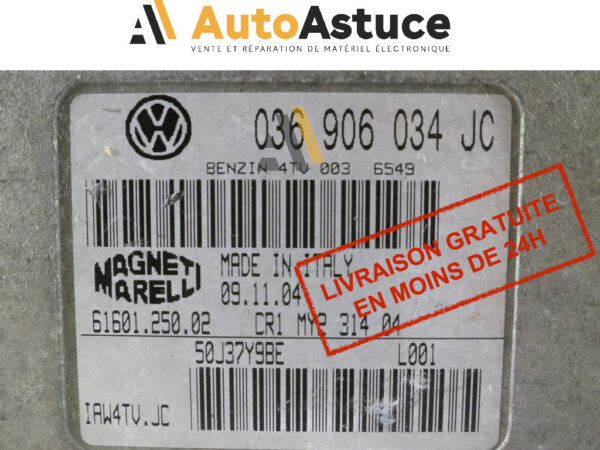 AutoAstuce
VENTE ET RÉPARATION DE MATÉRIEL ÉLECTRONIQUE
036 906 034 JC
BENZIN 4TV 003 6549
MAGNETI MARELLI
MADE IN ITALY
09.11.04
LIVRAISON GRATUITE
EN MOINS DE 24H
61601.250.02 CR1 MY2 314 04
50J37Y9BE L001
IAW4TV.JC